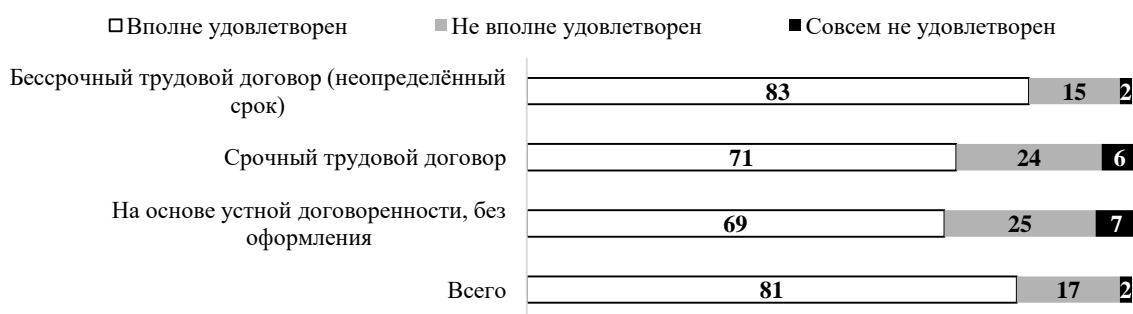 Вполне удовлетворен Не вполне удовлетворен Совсем не удовлетворен
Бессрочный трудовой договор (неопределённый
срок)
83 15 2
Срочный трудовой договор 71 24 6
На основе устной договоренности, без
оформления
69 25 7
Всего 81 17 2